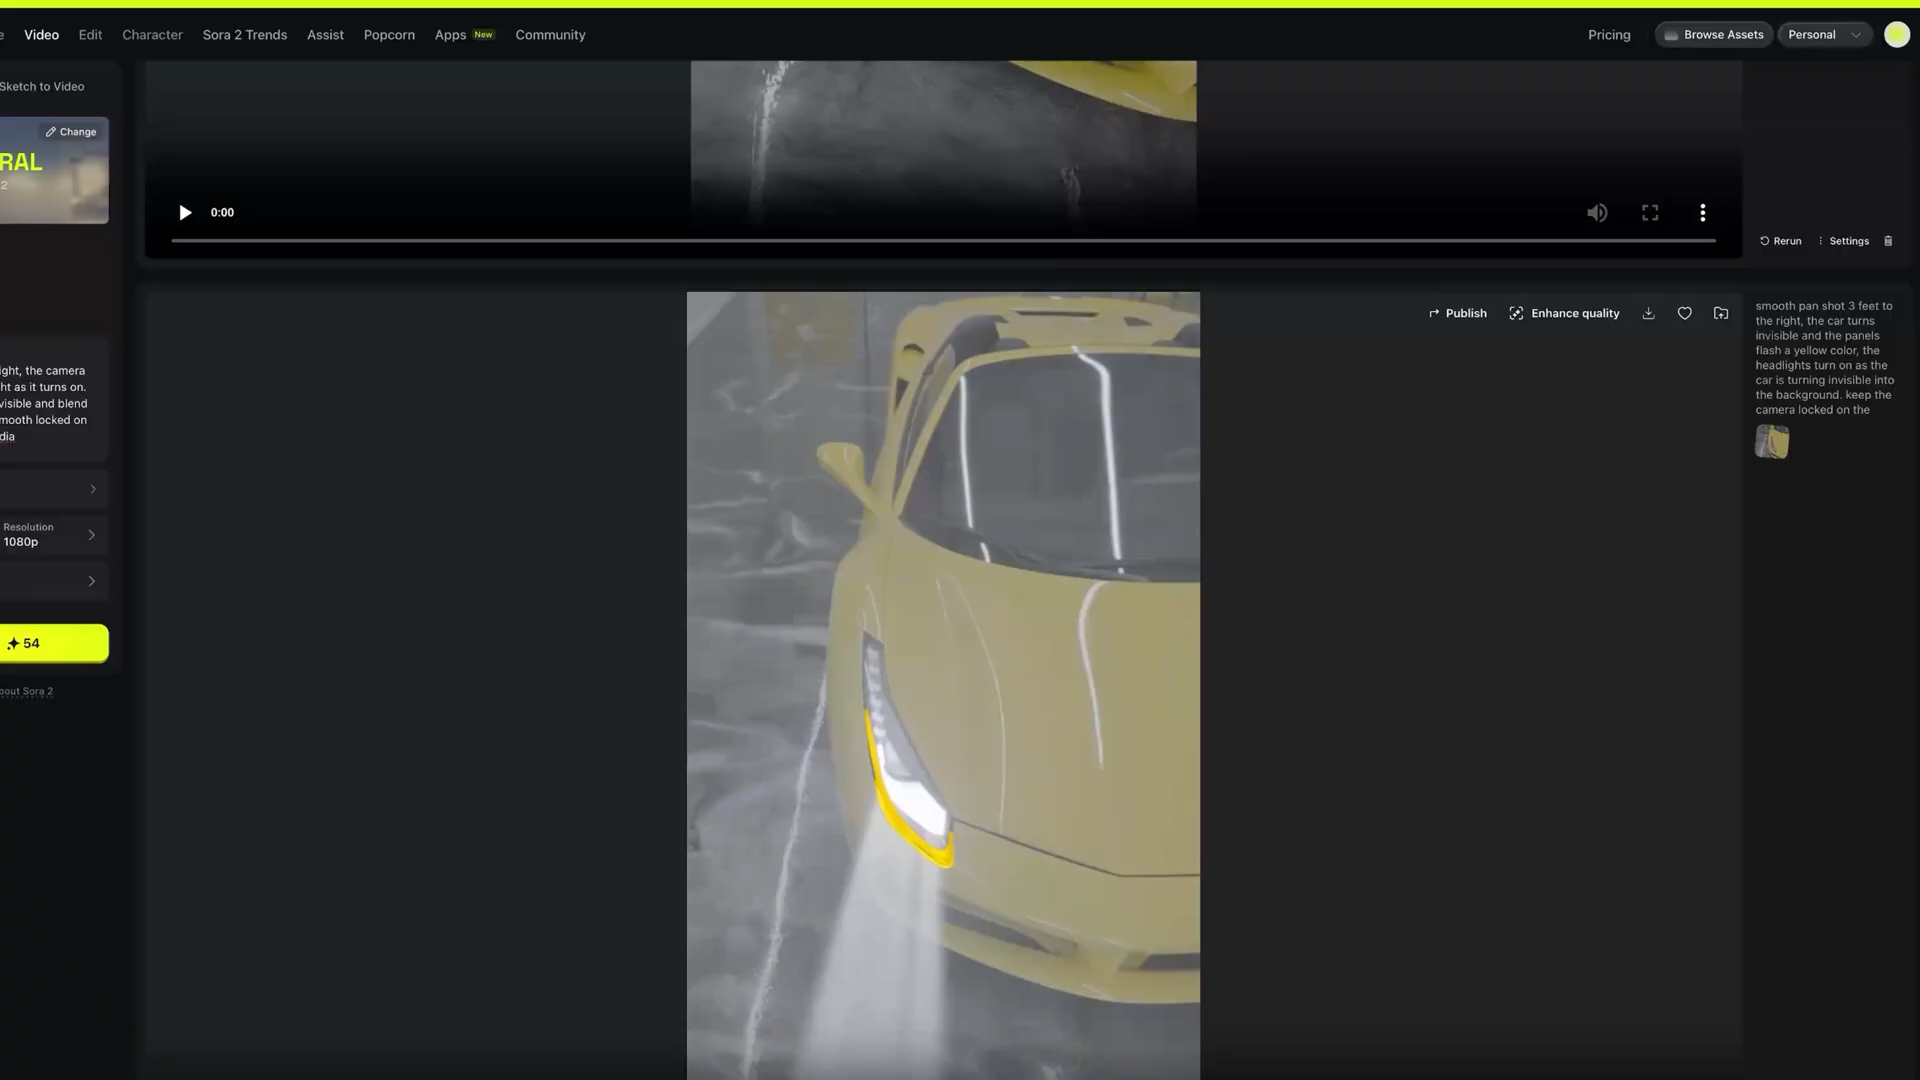 e Video Edit Character Sora 2 Trends Assist Popcorn Apps New Community Pricing Browse Assets Personal
Sketch to Video
Change
RAL
2
0:00
Rerun Settings
Publish Enhance quality
smooth pan shot 3 feet to
the right, the car turns
invisible and the panels
flash a yellow color, the
headlights turn on as the
car is turning invisible into
the background. keep the
camera locked on the
ight, the camera
ht as it turns on.
visible and blend
mooth locked on
dia
Resolution
1080p
54
bout Sora 2